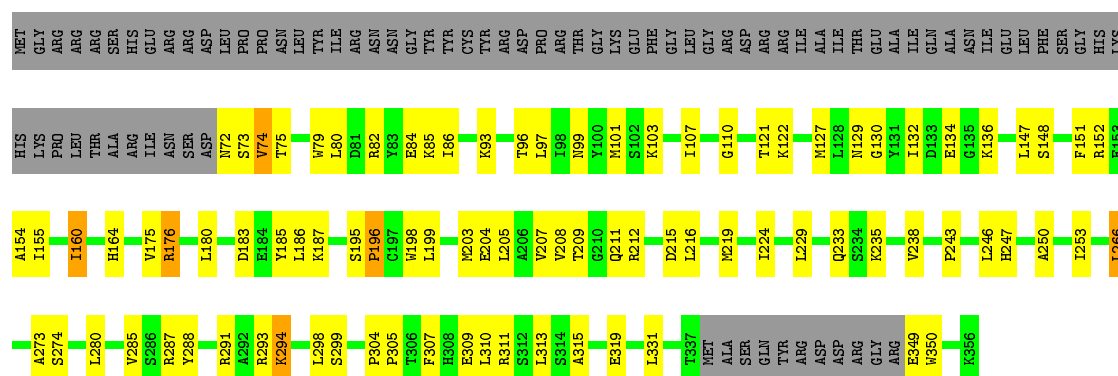 MET GLY ARG ARG ARG ARG SER HIS GLU ARG ARG ASP LEU PRO PRO ASN LEU TYR ILE ARG ASN ASN GLY TYR TYR CYS TYR ARG ASP PRO ARG THR GLY LYS GLU PHE GLY LEU GLY ARG ASP ARG ARG ILE ALA ILE THR GLU ALA ILE GLN ALA ASN ILE GLU LEU PHE SER GLY HIS LYS
HIS LYS PRO LEU THR ALA ARG ILE ASN SER ASP N72 S73 V74 T75 W79 L80 D81 R82 Y83 E84 K85 I86 K93 T96 L97 I98 N99 Y100 M101 S102 K103 I107 G110 T121 K122 M127 L128 N129 G130 Y131 I132 D133 E134 G135 K136 L147 S148 F151 R152 E153
A154 I155 I160 H164 V175 R176 L180 D183 E184 Y185 L186 K187 S195 P196 C197 W198 L199 M203 E204 L205 A206 V207 V208 T209 G210 Q211 R212 D215 L216 M219 I224 L229 Q233 S234 K235 V238 P243 L246 H247 A250 I253 L266
A273 S274 L280 V285 S286 R287 Y288 R291 A292 R293 K294 L298 S299 P304 P305 T306 F307 H308 E309 L310 R311 S312 L313 S314 A315 E319 L331 T337 MET ALA SER GLN TYR ARG ASP ASP ARG GLY ARG E349 W350 K356